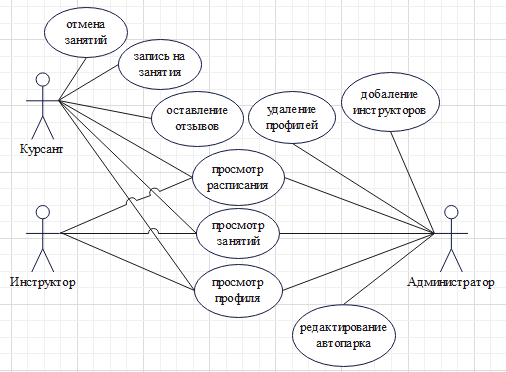 отмена
занятий
запись на
занятия
оставление
отзывов
удаление
профилей
добаление
инструкторов
Курсант
просмотр
расписания
просмотр
занятий
Инструктор
просмотр
профиля
Администратор
редактирование
автопарка